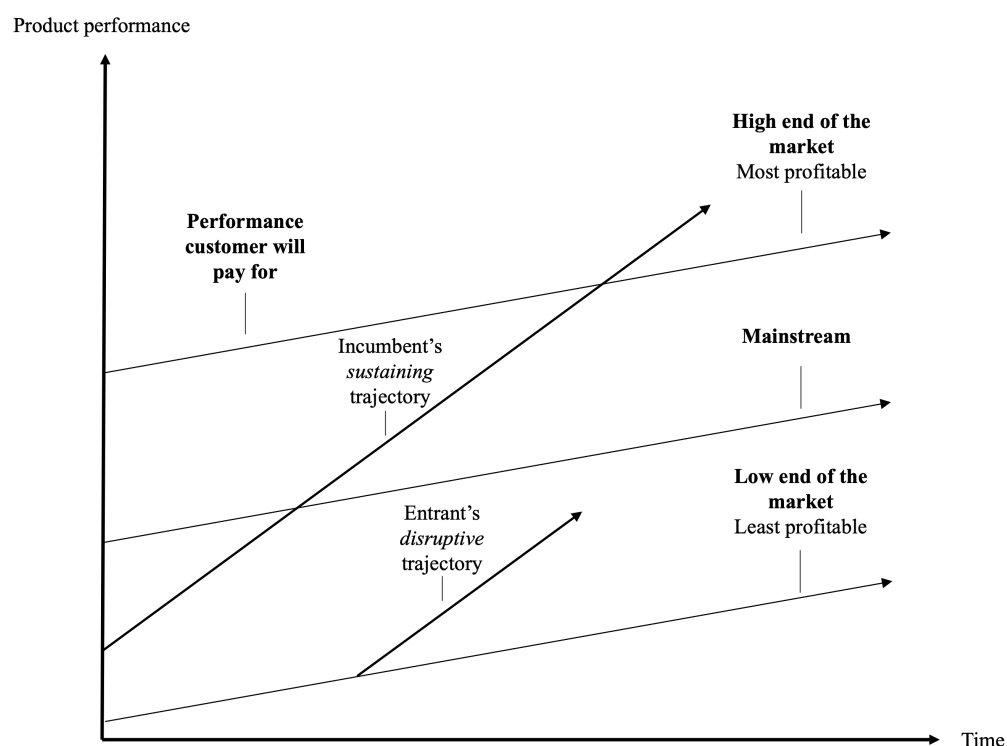 Product performance
High end of the
market
Most profitable
Performance
customer will
pay for
Incumbent’s
sustaining
trajectory
Mainstream
Low end of the
market
Least profitable
Entrant’s
disruptive
trajectory
Time